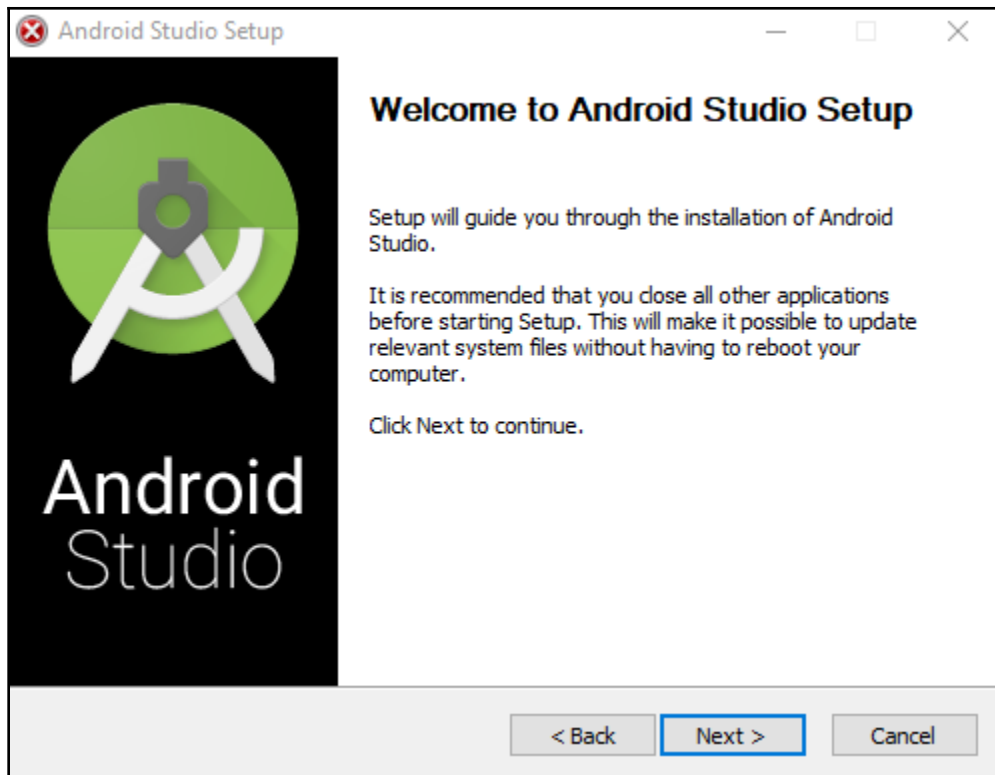 Android Studio Setup
Welcome to Android Studio Setup
Setup will guide you through the installation of Android
Studio.
It is recommended that you close all other applications
before starting Setup. This will make it possible to update
relevant system files without having to reboot your
computer.
Click Next to continue.
Android
Studio
< Back
Next >
Cancel